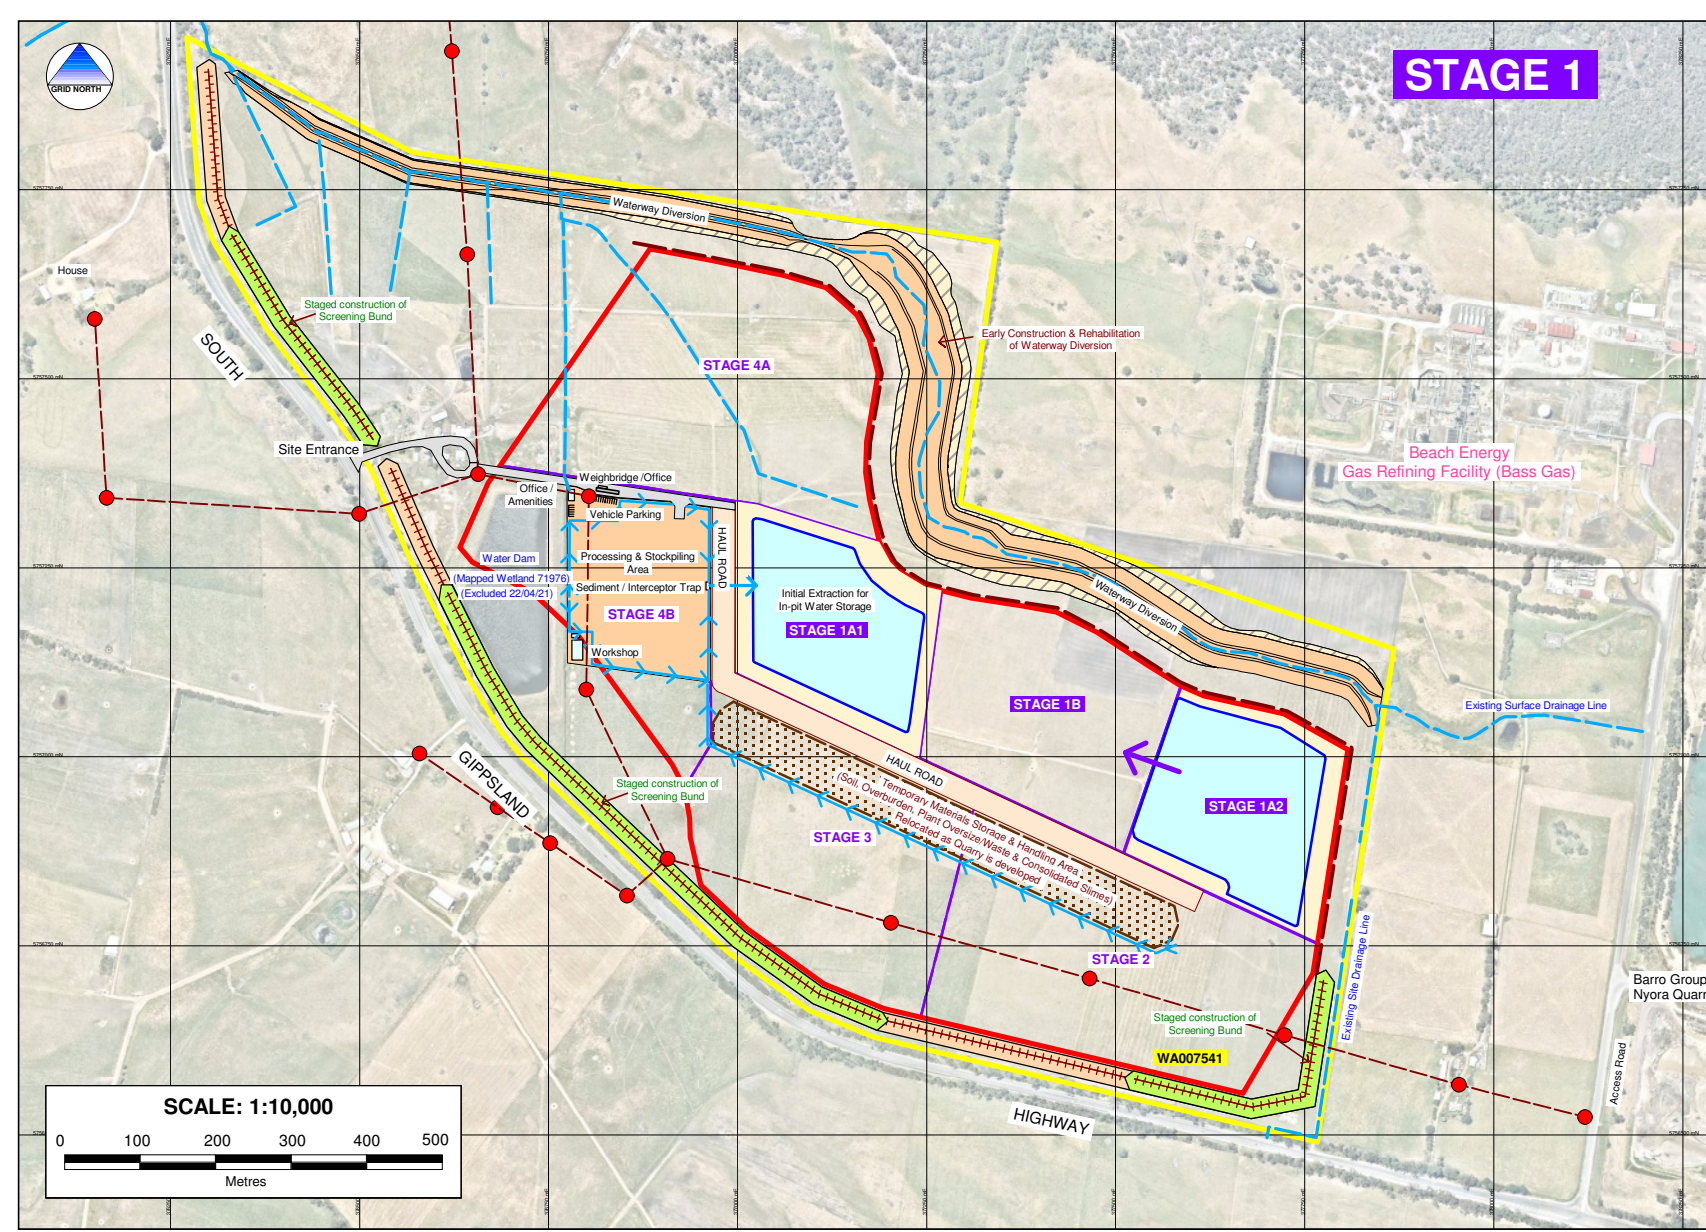 STAGE 1
GRID NORTH
Waterway Diversion
House
Staged construction of
Screening Bund
SOUTH
Early Construction & Rehabilitation
of Waterway Diversion
STAGE 4A
Site Entrance
Beach Energy
Gas Refining Facility (Bass Gas)
Weighbridge /Office
Office /
Amenities
Vehicle Parking
HAUL ROAD
Water Dam
(Mapped Wetland 71976)
(Excluded 22/04/21)
Processing & Stockpiling
Area
Sediment / Interceptor Trap
STAGE 4B
Workshop
Initial Extraction for
In-pit Water Storage
STAGE 1A1
Waterway Diversion
STAGE 1B
Existing Surface Drainage Line
GIPPSLAND
Staged construction of
Screening Bund
HAUL ROAD
Temporary Materials Storage & Handling Area
(Soil, Overburden, Plant Oversize/Waste & Consolidated Slimes)
Relocated as Quarry is developed
STAGE 1A2
STAGE 3
STAGE 2
Existing Site Drainage Line
Barro Group
Nyora Quarr
Staged construction of
Screening Bund
WA007541
Access Road
HIGHWAY
SCALE: 1:10,000
0 100 200 300 400 500
Metres